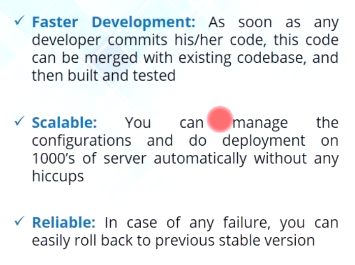 ✓ Faster Development: As soon as any
developer commits his/her code, this code
can be merged with existing codebase, and
then built and tested
✓ Scalable: You can manage the
configurations and do deployment on
1000's of server automatically without any
hiccups
✓ Reliable: In case of any failure, you can
easily roll back to previous stable version